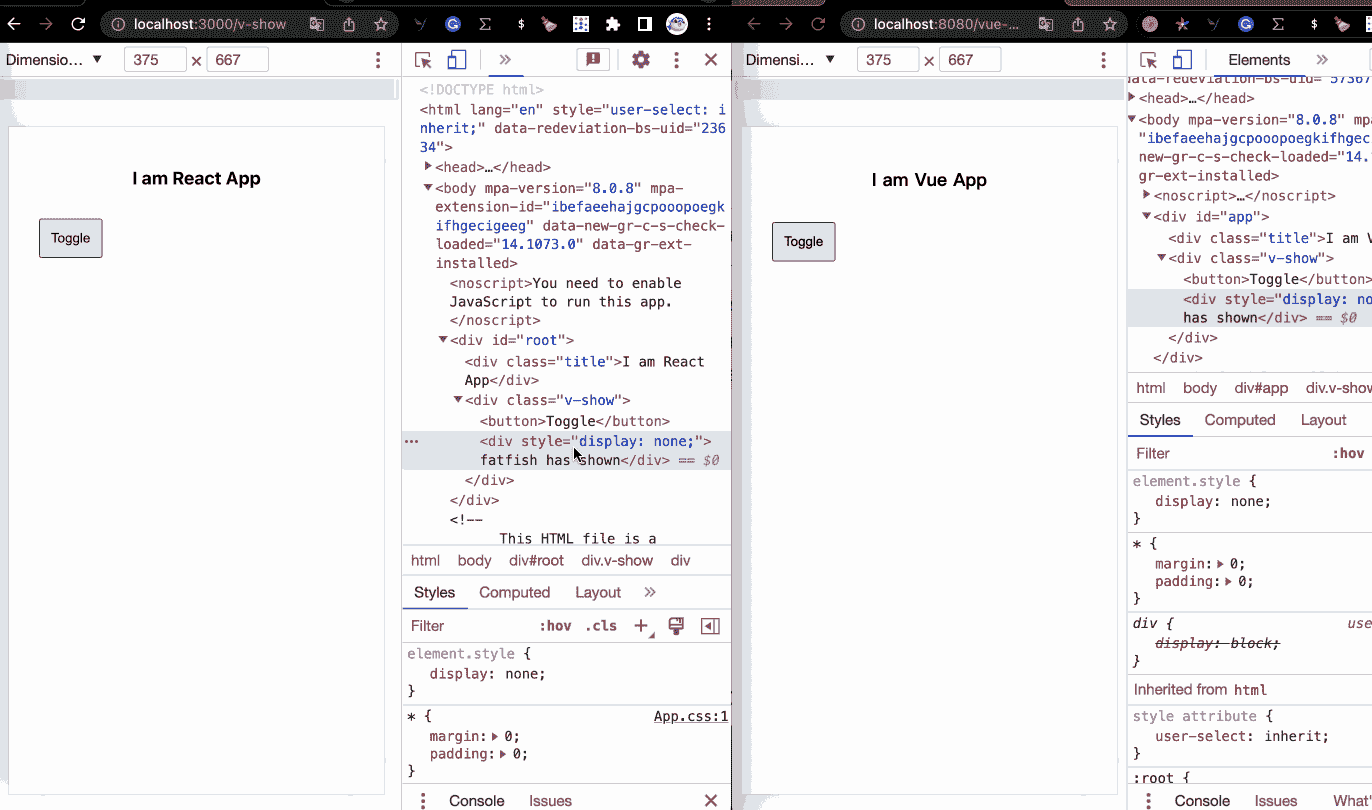 localhost:3000/v-show
Dimensio... ▼ 375 × 667
I am React App
Toggle
<!DOCTYPE html>
<html lang="en" style="user-select: i
nherit;" data-redeviation-bs-uid="236
34">
<head>…</head>
<body mpa-version="8.0.8" mpa-
extension-id="ibefaeehajgcpooopoegk
ifhgecigeeg" data-new-gr-c-s-check-
loaded="14.1073.0" data-gr-ext-
installed>
<noscript>You need to enable
JavaScript to run this app.
</noscript>
<div id="root">
<div class="title">I am React
App</div>
<div class="v-show">
<button>Toggle</button>
<div style="display: none;">
fatfish has shown</div> == $0
</div>
</div>
<!--
This HTML file is a
html body div#root div.v-show div
Styles Computed Layout »
Filter :hov .cls +
element.style {
display: none;
}
* { App.css:1
margin: 0;
padding: 0;
}
Console Issues
localhost:8080/vue-...
Dimensi... ▼ 375 × 667
I am Vue App
Toggle
Elements »
data-redeviation-bs-uid="57367
<head>…</head>
<body mpa-version="8.0.8" mpa
"ibefaeehajgcpooopoegkifhgec
new-gr-c-s-check-loaded="14.
gr-ext-installed>
<noscript>…</noscript>
<div id="app">
<div class="title">I am V
<div class="v-show">
<button>Toggle</button>
<div style="display: no
has shown</div> == $0
</div>
</div>
html body div#app div.v-show
Styles Computed Layout
Filter :hov
element.style {
display: none;
}
* {
margin: 0;
padding: 0;
}
div { use
display: block;
}
Inherited from html
style attribute {
user-select: inherit;
}
:root {
Console Issues What'